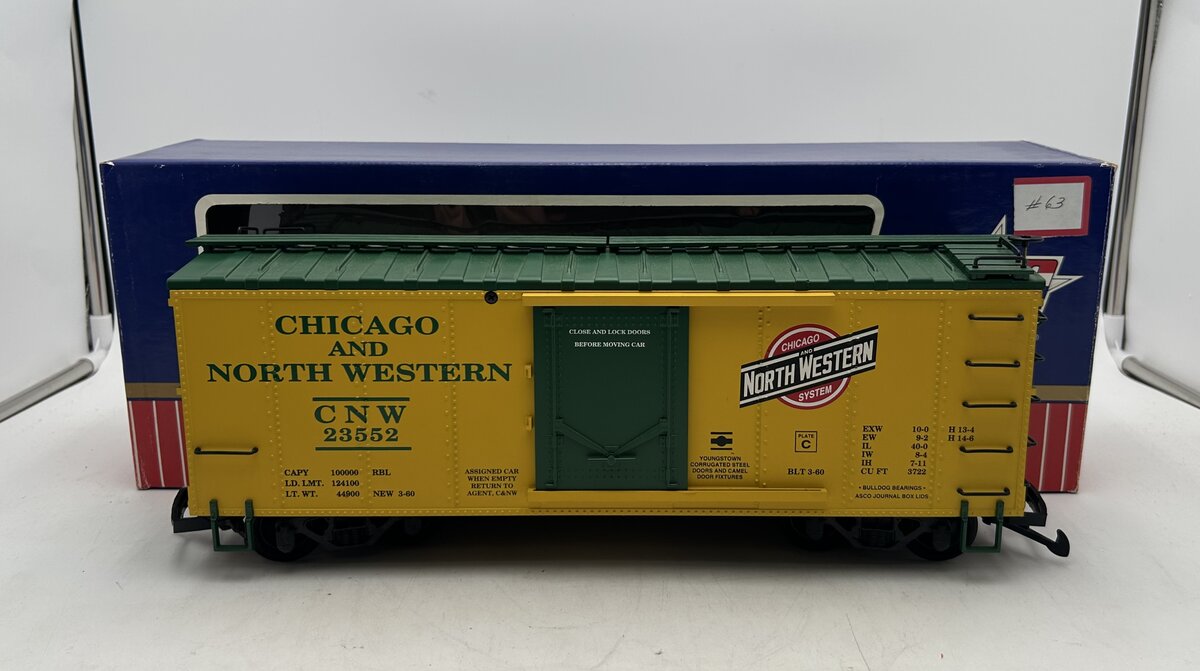 #63
CHICAGO
AND
NORTH WESTERN
CNW
23552
CAPY 100000 RBL
LD. LMT. 124100
LT. WT. 44900 NEW 3-60
ASSIGNED CAR
WHEN EMPTY
RETURN TO
AGENT, C&NW
CLOSE AND LOCK DOORS
BEFORE MOVING CAR
YOUNGSTOWN
CORRUGATED STEEL
DOORS AND CAMEL
DOOR FIXTURES
CHICAGO
AND
NORTH WESTERN
SYSTEM
PLATE
C
BLT 3-60
EXW 10-0 H 13-4
EW 9-2 H 14-6
IL 40-0
IW 8-4
IH 7-11
CU FT 3722
• BULLDOG BEARINGS •
ASCO JOURNAL BOX LIDS